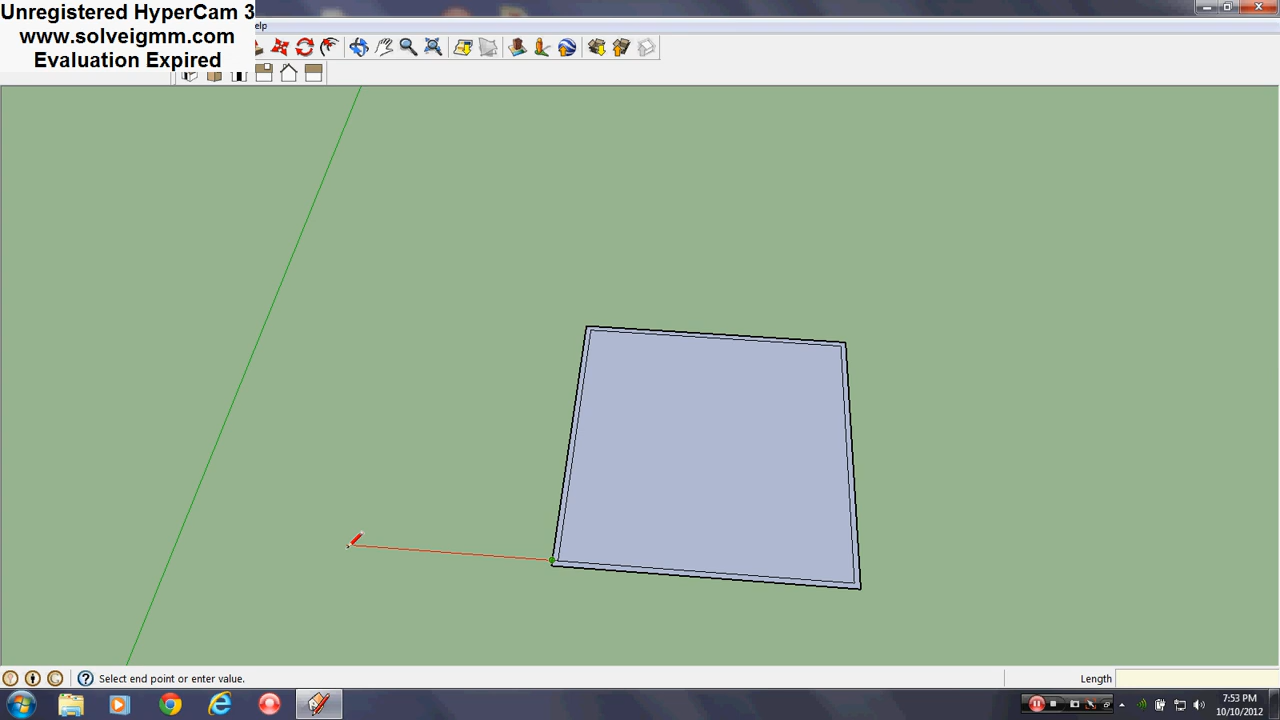 Unregistered HyperCam 3
www.solveigmm.com
Evaluation Expired
elp
Select end point or enter value.
Length
7:53 PM
10/10/2012